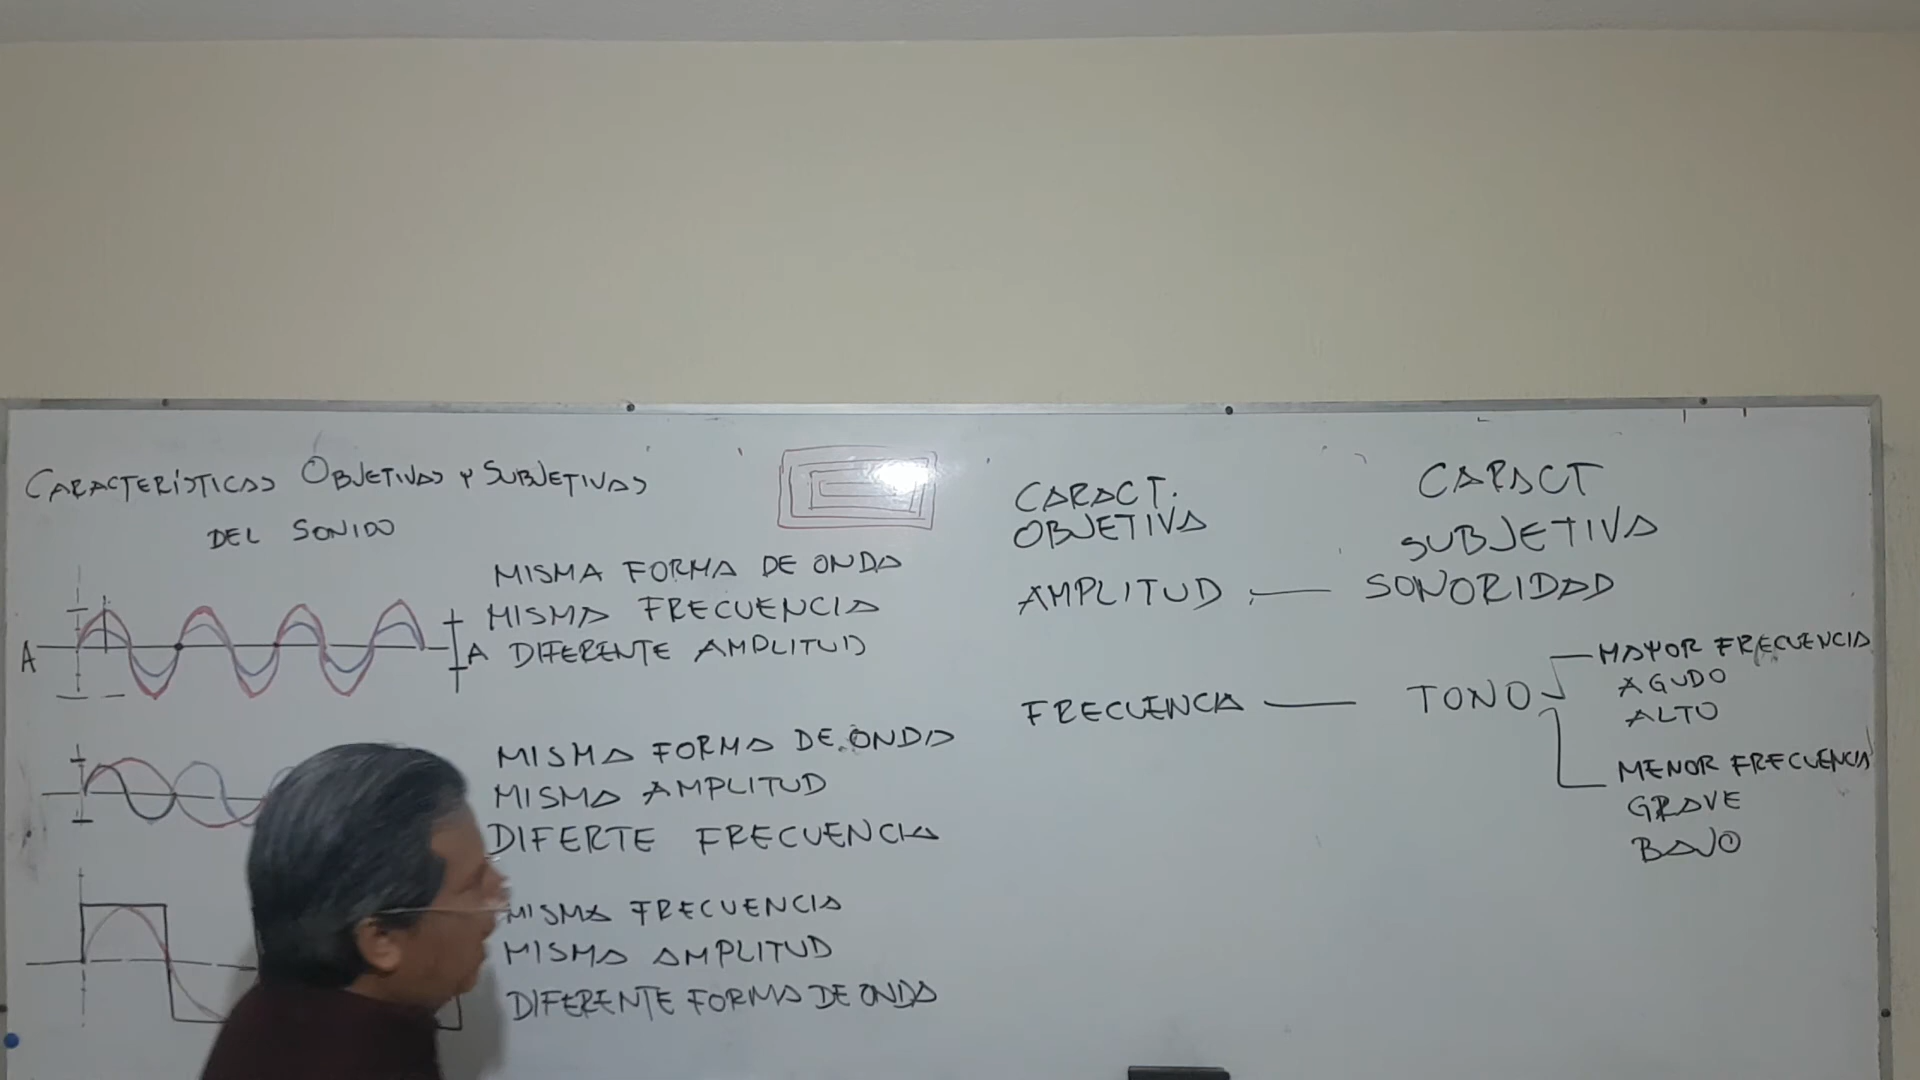 CARACTERÍSTICAS OBJETIVAS Y SUBJETIVAS
DEL SONIDO
A
A
MISMA FORMA DE ONDA
MISMA FRECUENCIA
DIFERENTE AMPLITUD
MISMA FORMA DE ONDA
MISMA AMPLITUD
DIFERTE FRECUENCIA
MISMA FRECUENCIA
MISMA AMPLITUD
DIFERENTE FORMA DE ONDA
CARACT.
OBJETIVA
CARACT
SUBJETIVA
AMPLITUD — SONORIDAD
FRECUENCIA — TONO
MAYOR FRECUENCIA
AGUDO
ALTO
MENOR FRECUENCIA
GRAVE
BAJO